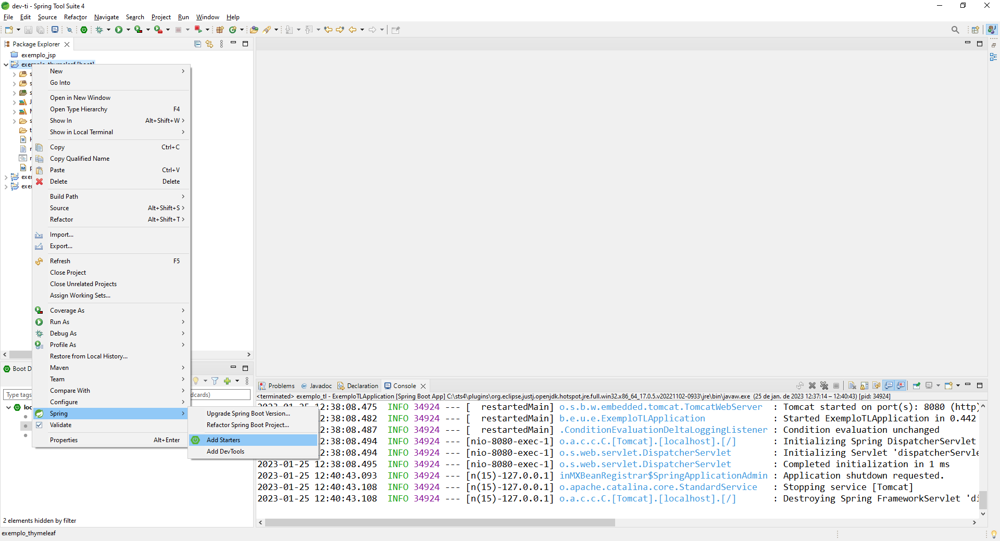 dev-ti - Spring Tool Suite 4
File Edit Source Refactor Navigate Search Project Run Window Help
Package Explorer
exemplo_jsp
exemplo_thymeleaf [boot]
New
Go Into
Open in New Window
Open Type Hierarchy F4
Show In Alt+Shift+W
Show in Local Terminal
Copy Ctrl+C
Copy Qualified Name
Paste Ctrl+V
Delete Delete
Build Path
Source Alt+Shift+S
Refactor Alt+Shift+T
Import...
Export...
Refresh F5
Close Project
Close Unrelated Projects
Assign Working Sets...
Coverage As
Run As
Debug As
Profile As
Restore from Local History...
Maven
Team
Compare With
Configure
Spring
Validate
Properties Alt+Enter
Upgrade Spring Boot Version...
Refactor Spring Boot Project...
Add Starters
Add DevTools
Boot D
Type tags
dcards)
loc
2 elements hidden by filter
exemplo_thymeleaf
Problems Javadoc Declaration Console
<terminated> exemplo_tl - ExemploTLApplication [Spring Boot App] C:\sts4\plugins\org.eclipse.justj.openjdk.hotspot.jre.full.win32.x86_64_17.0.5.v20221102-0933\jre\bin\javaw.exe (25 de jan. de 2023 12:37:14 – 12:40:43) [pid: 34924]
2023-01-25 12:38:08.475 INFO 34924 --- [ restartedMain] o.s.b.w.embedded.tomcat.TomcatWebServer : Tomcat started on port(s): 8080 (http)
12:38:08.482 INFO 34924 --- [ restartedMain] b.e.u.e.ExemploTLApplication : Started ExemploTLApplication in 0.442
12:38:08.487 INFO 34924 --- [ restartedMain] .ConditionEvaluationDeltaLoggingListener : Condition evaluation unchanged
12:38:08.494 INFO 34924 --- [nio-8080-exec-1] o.a.c.c.C.[Tomcat].[localhost].[/] : Initializing Spring DispatcherServlet
12:38:08.494 INFO 34924 --- [nio-8080-exec-1] o.s.web.servlet.DispatcherServlet : Initializing Servlet 'dispatcherServle
2023-01-25 12:38:08.495 INFO 34924 --- [nio-8080-exec-1] o.s.web.servlet.DispatcherServlet : Completed initialization in 1 ms
2023-01-25 12:40:43.093 INFO 34924 --- [n(15)-127.0.0.1] inMXBeanRegistrar$SpringApplicationAdmin : Application shutdown requested.
2023-01-25 12:40:43.108 INFO 34924 --- [n(15)-127.0.0.1] o.apache.catalina.core.StandardService : Stopping service [Tomcat]
2023-01-25 12:40:43.108 INFO 34924 --- [n(15)-127.0.0.1] o.a.c.c.C.[Tomcat].[localhost].[/] : Destroying Spring FrameworkServlet 'di